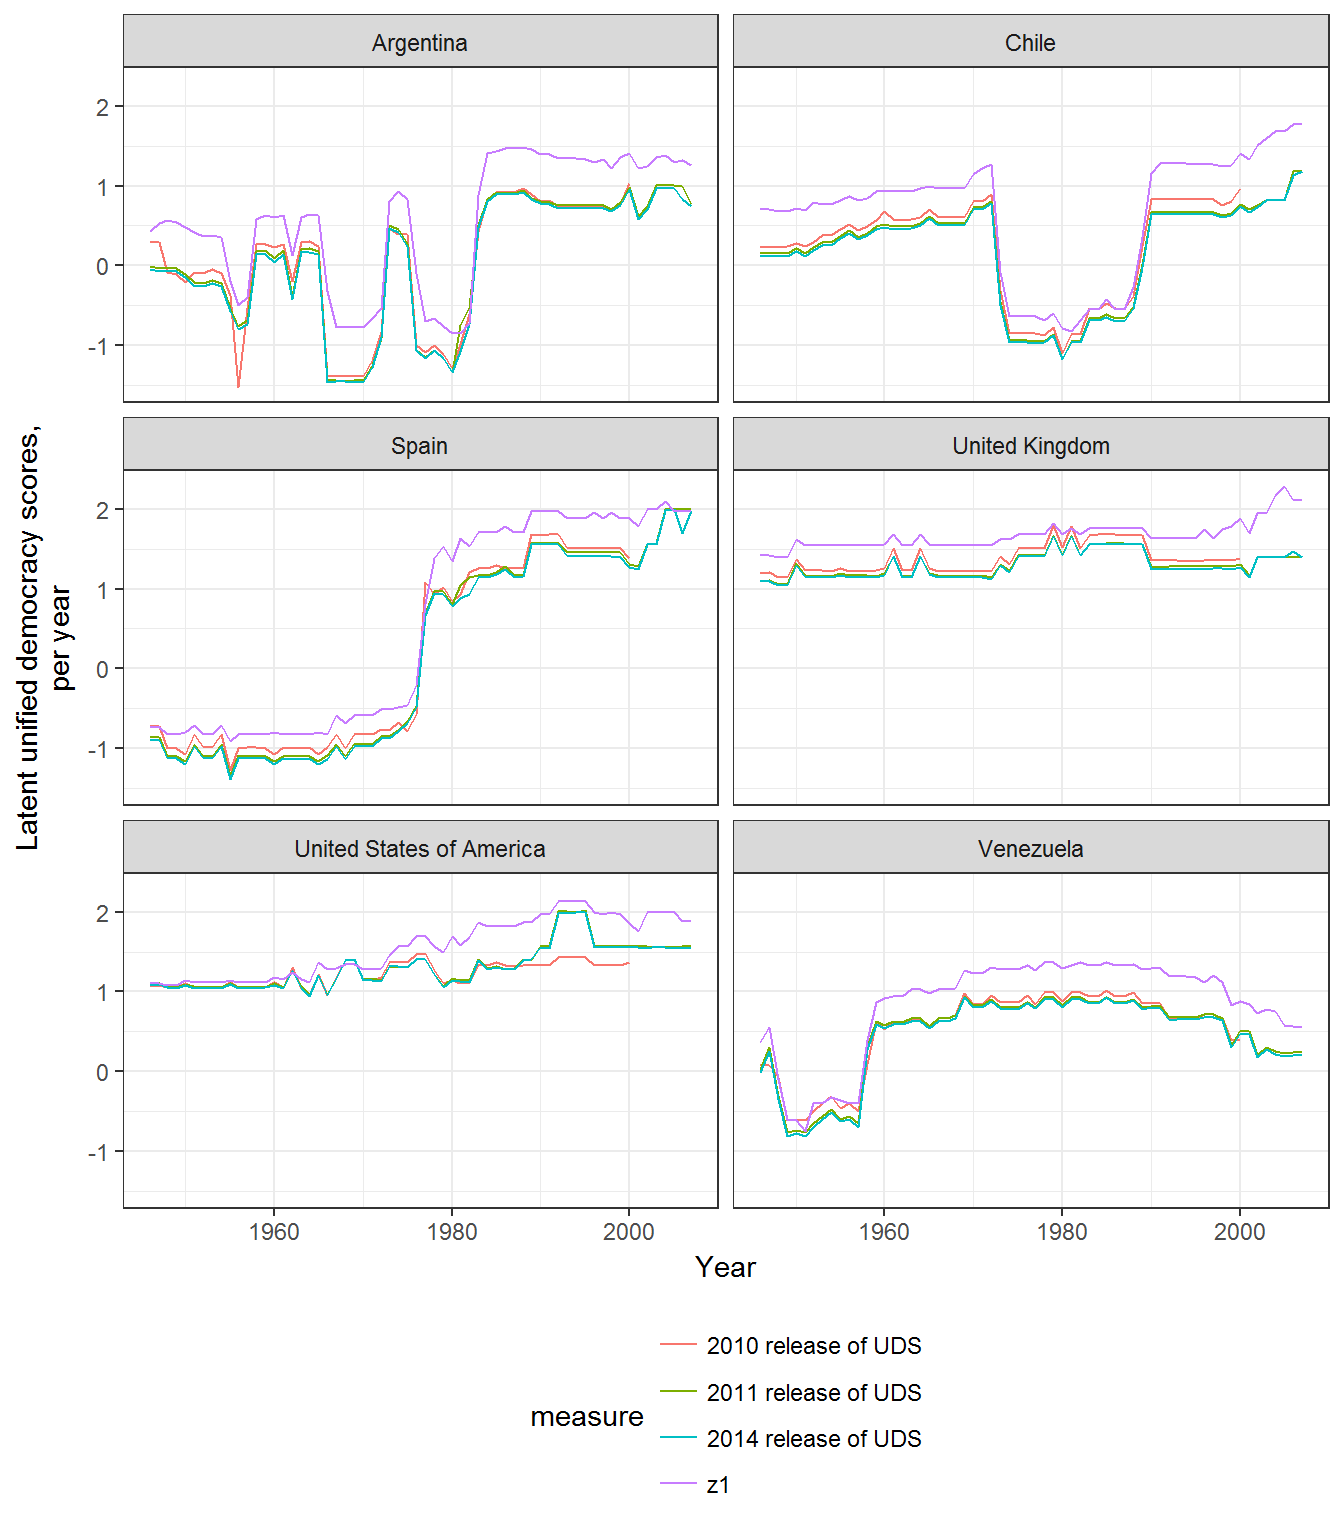 Argentina
Chile
2
1
0
-1
Spain
United Kingdom
2
1
0
-1
United States of America
Venezuela
2
1
0
-1
1960
1980
2000
1960
1980
2000
Latent unified democracy scores,
per year
Year
measure
2010 release of UDS
2011 release of UDS
2014 release of UDS
z1